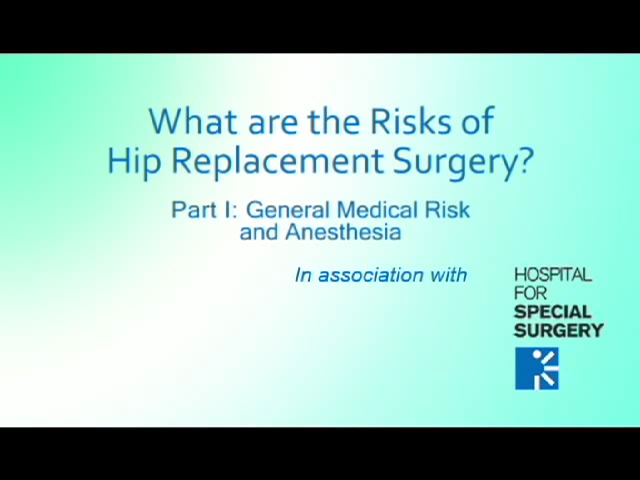 What are the Risks of
Hip Replacement Surgery?
Part I: General Medical Risk
and Anesthesia
In association with
HOSPITAL
FOR
SPECIAL
SURGERY